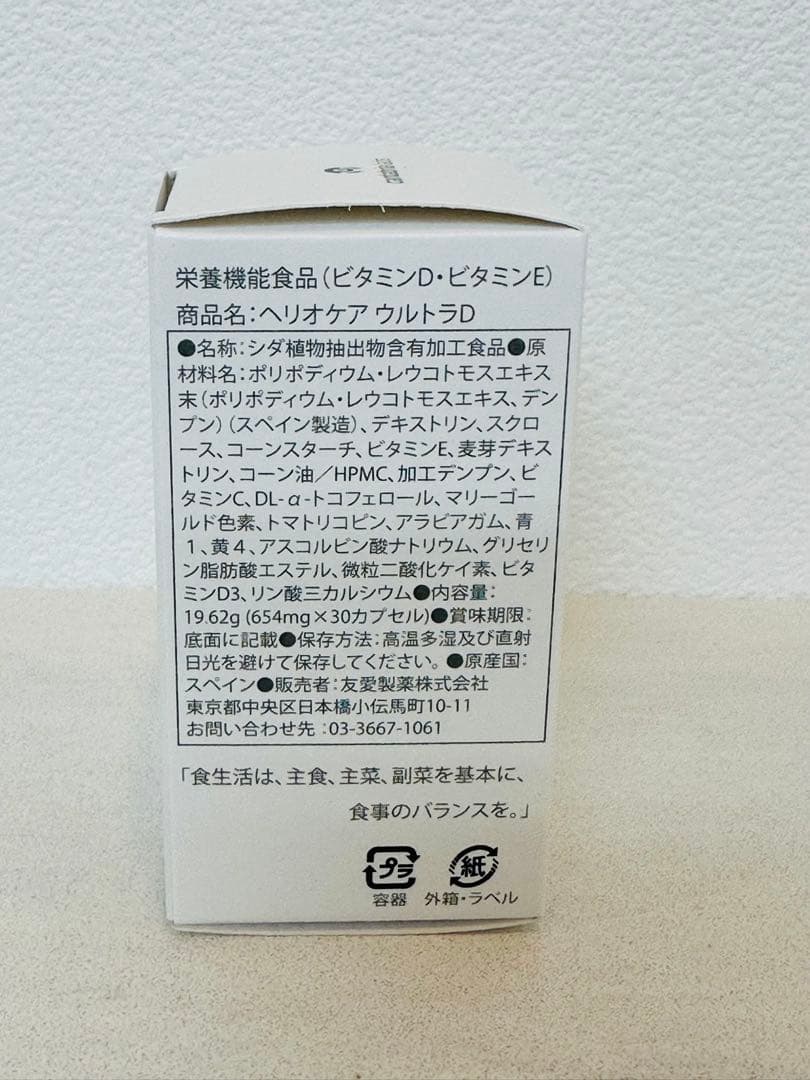 栄養機能食品(ビタミンD・ビタミンE)
商品名:ヘリオケア ウルトラD
●名称:シダ植物抽出物含有加工食品●原
材料名:ポリポディウム・レウコトモスエキス
末(ポリポディウム・レウコトモスエキス、デン
プン)(スペイン製造)、デキストリン、スクロ
ース、コーンスターチ、ビタミンE、麦芽デキス
トリン、コーン油/HPMC、加工デンプン、ビ
タミンC、DL-α-トコフェロール、マリーゴー
ルド色素、トマトリコピン、アラビアガム、青
1、黄4、アスコルビン酸ナトリウム、グリセリ
ン脂肪酸エステル、微粒二酸化ケイ素、ビタ
ミンD3、リン酸三カルシウム●内容量:
19.62g (654mg×30カプセル)●賞味期限:
底面に記載●保存方法:高温多湿及び直射
日光を避けて保存してください。●原産国:
スペイン●販売者:友愛製薬株式会社
東京都中央区日本橋小伝馬町10-11
お問い合わせ先:03-3667-1061
「食生活は、主食、主菜、副菜を基本に、
食事のバランスを。」
プラ 紙
容器 外箱・ラベル